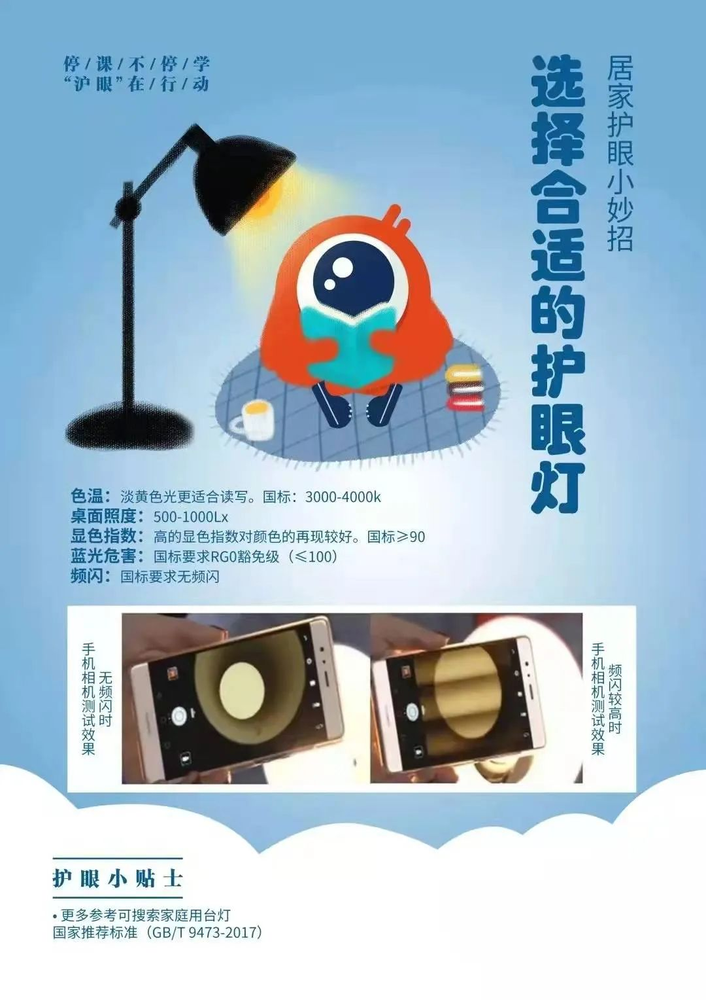 停/课/不/停/学
“沪眼”在/行/动
居家护眼小妙招
选择合适的护眼灯
色温：淡黄色光更适合读写。国标：3000-4000k
桌面照度：500-1000Lx
显色指数：高的显色指数对颜色的再现较好。国标≥90
蓝光危害：国标要求RG0豁免级（≤100）
频闪：国标要求无频闪
无频闪时
手机相机测试效果
频闪较高时
手机相机测试效果
护眼小贴士
• 更多参考可搜索家庭用台灯
国家推荐标准（GB/T 9473-2017）